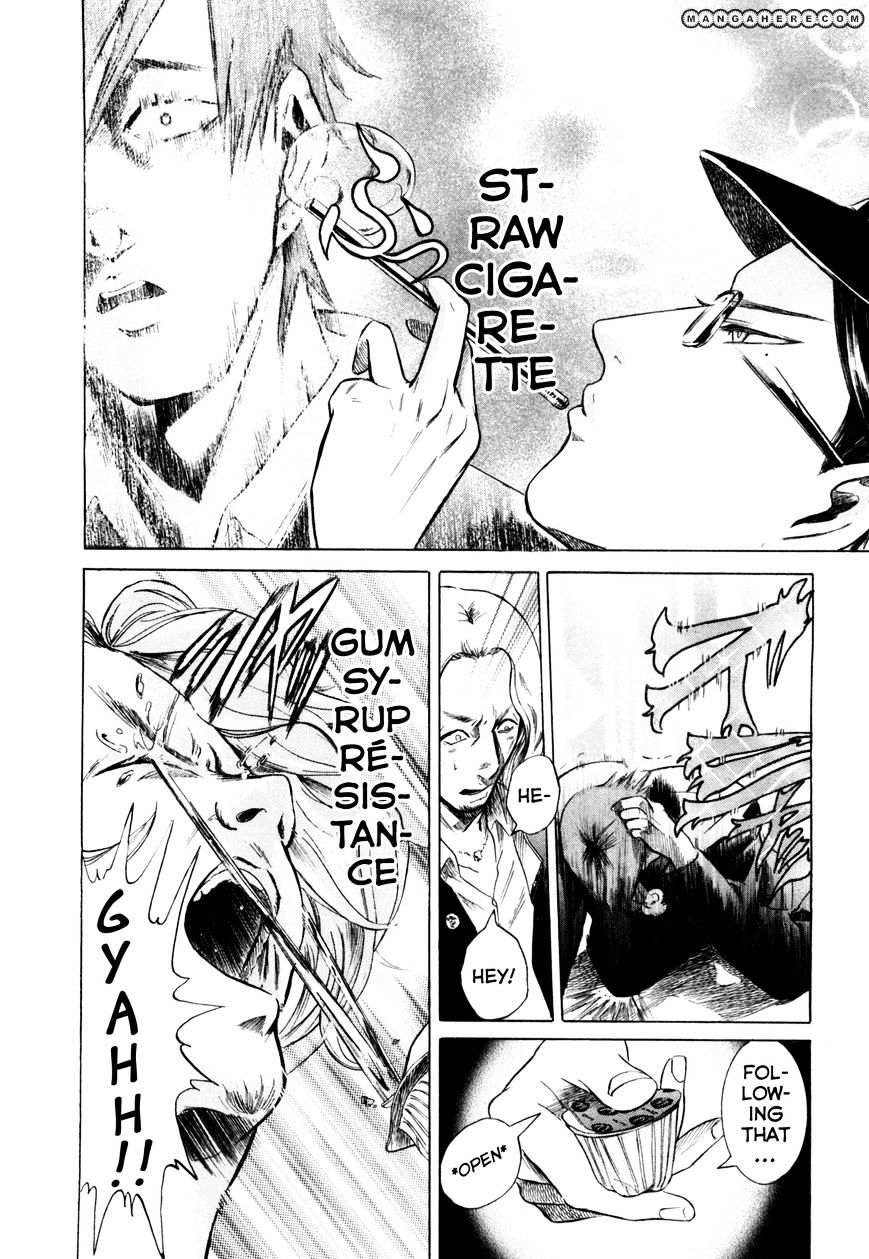 MANGAHERE.COM
ST-
RAW
CIGA-
RE-
TTE
HE-
HEY!
GUM
SY-
RUP
RÉ-
SIS-
TAN-
CE
GYAHH!!
FOL-
LOW-
ING
THAT
...
*OPEN*